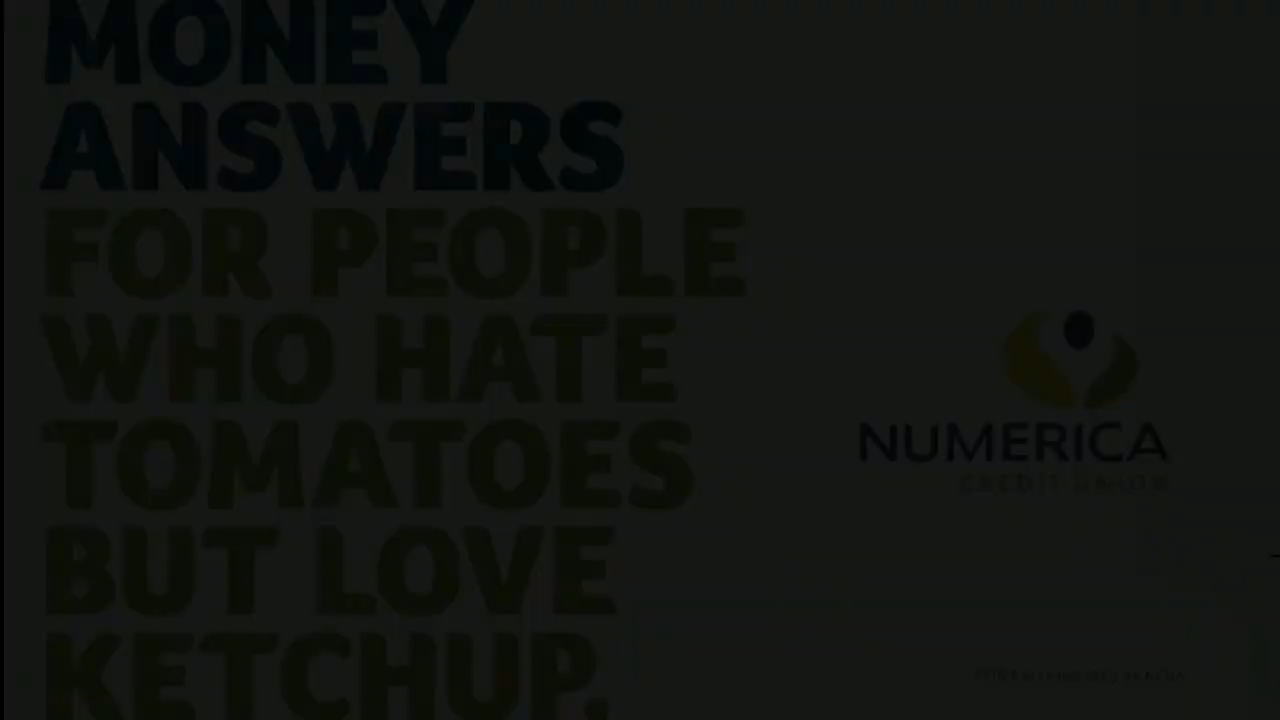 MONEY
ANSWERS
FOR PEOPLE
WHO HATE
TOMATOES
BUT LOVE
KETCHUP.
NUMERICA
CREDIT UNION